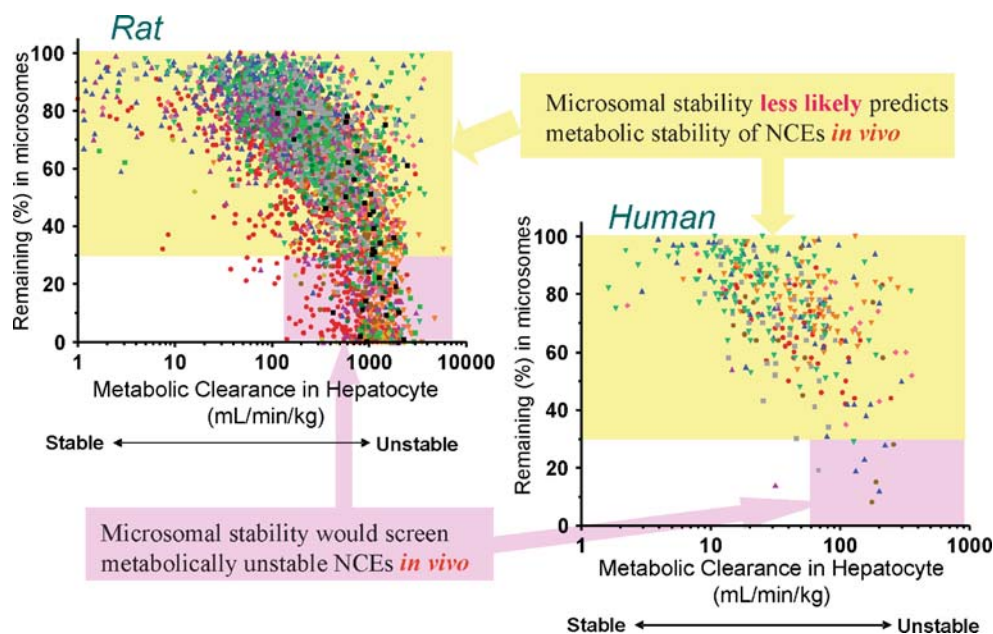 Rat
Remaining (%) in microsomes
100
80
60
40
20
0
1
10
100
1000
10000
Metabolic Clearance in Hepatocyte
(mL/min/kg)
Stable
Unstable
Microsomal stability less likely predicts
metabolic stability of NCEs in vivo
Human
Remaining (%) in microsomes
100
80
60
40
20
0
1
10
100
1000
Metabolic Clearance in Hepatocyte
(mL/min/kg)
Stable
Unstable
Microsomal stability would screen
metabolically unstable NCEs in vivo